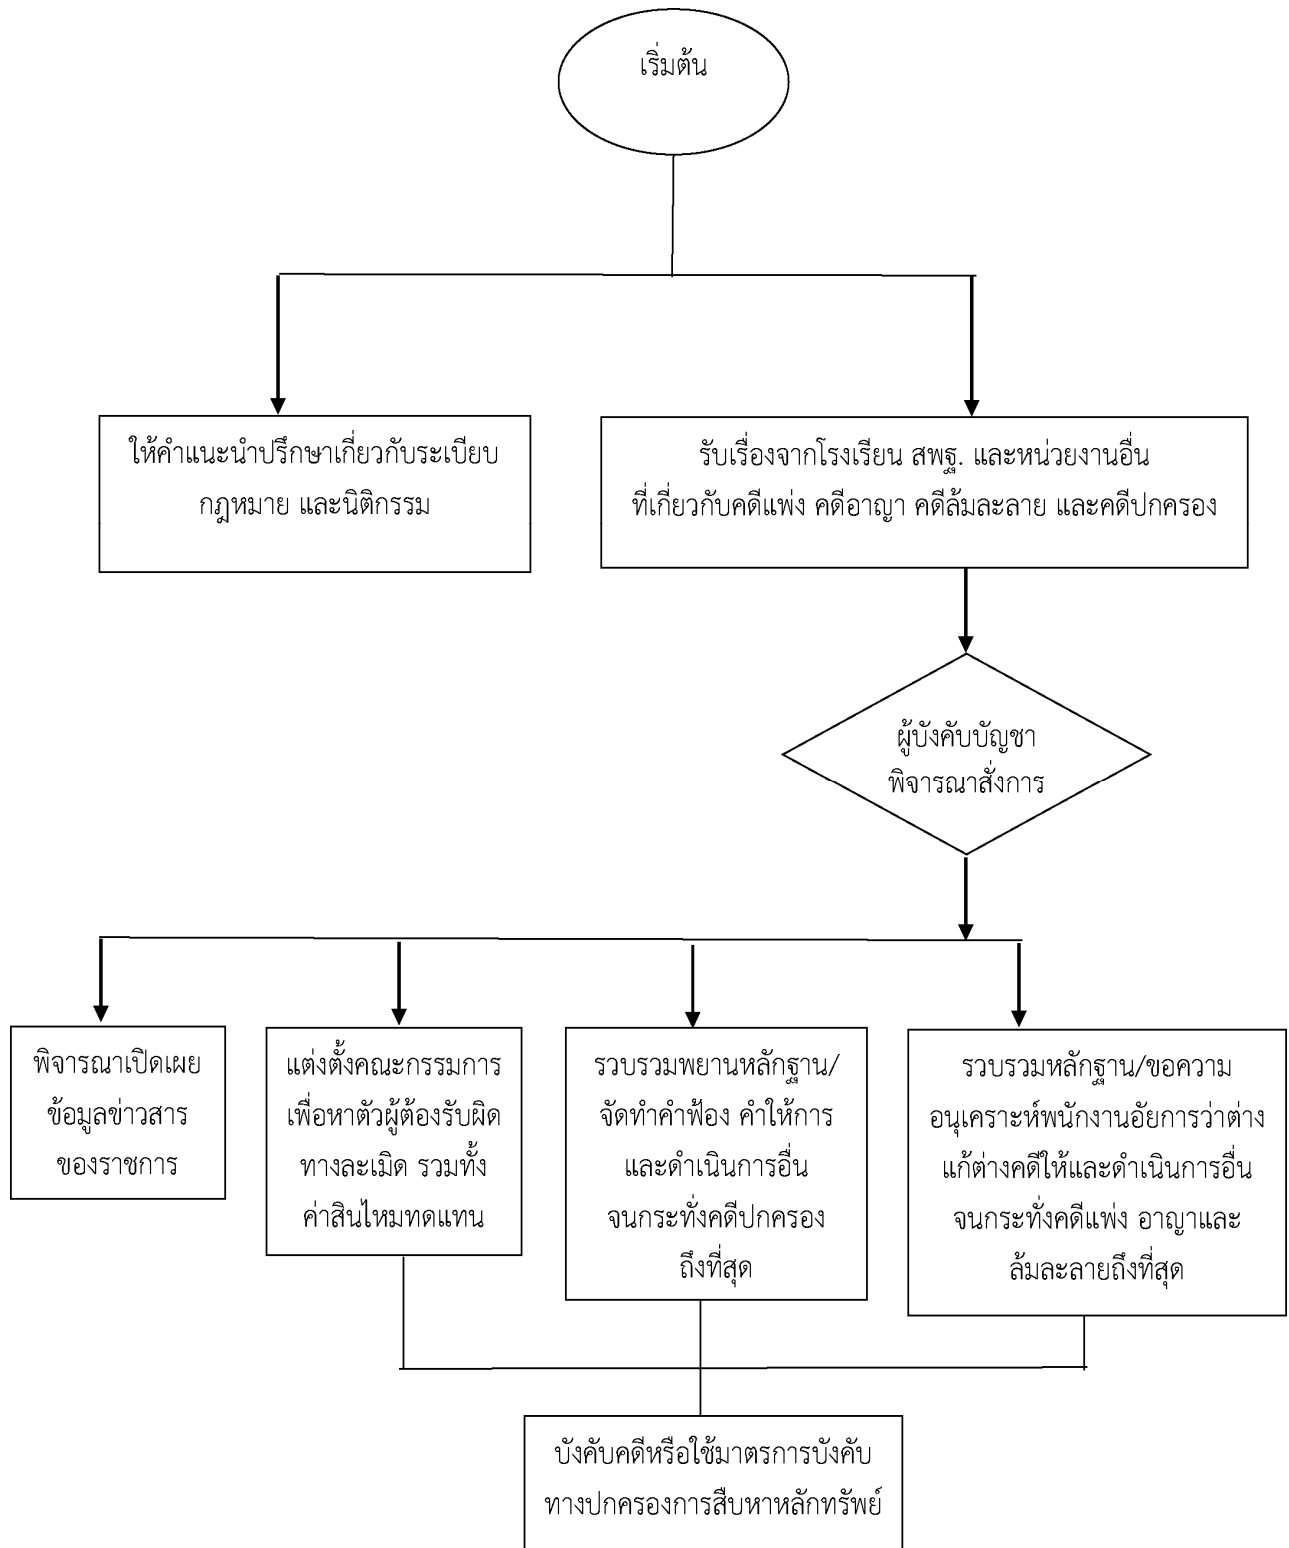 เริ่มต้น
ให้คำแนะนำปรึกษาเกี่ยวกับระเบียบ
กฎหมาย และนิติกรรม
รับเรื่องจากโรงเรียน สพฐ. และหน่วยงานอื่น
ที่เกี่ยวกับคดีแพ่ง คดีอาญา คดีล้มละลาย และคดีปกครอง
ผู้บังคับบัญชา
พิจารณาสั่งการ
พิจารณาเปิดเผย
ข้อมูลข่าวสาร
ของราชการ
แต่งตั้งคณะกรรมการ
เพื่อหาตัวผู้ต้องรับผิด
ทางละเมิด รวมทั้ง
ค่าสินไหมทดแทน
รวบรวมพยานหลักฐาน/
จัดทำคำฟ้อง คำให้การ
และดำเนินการอื่น
จนกระทั่งคดีปกครอง
ถึงที่สุด
รวบรวมหลักฐาน/ขอความ
อนุเคราะห์พนักงานอัยการว่าต่าง
แก้ต่างคดีให้และดำเนินการอื่น
จนกระทั่งคดีแพ่ง อาญาและ
ล้มละลายถึงที่สุด
บังคับคดีหรือใช้มาตรการบังคับ
ทางปกครองการสืบหาหลักทรัพย์